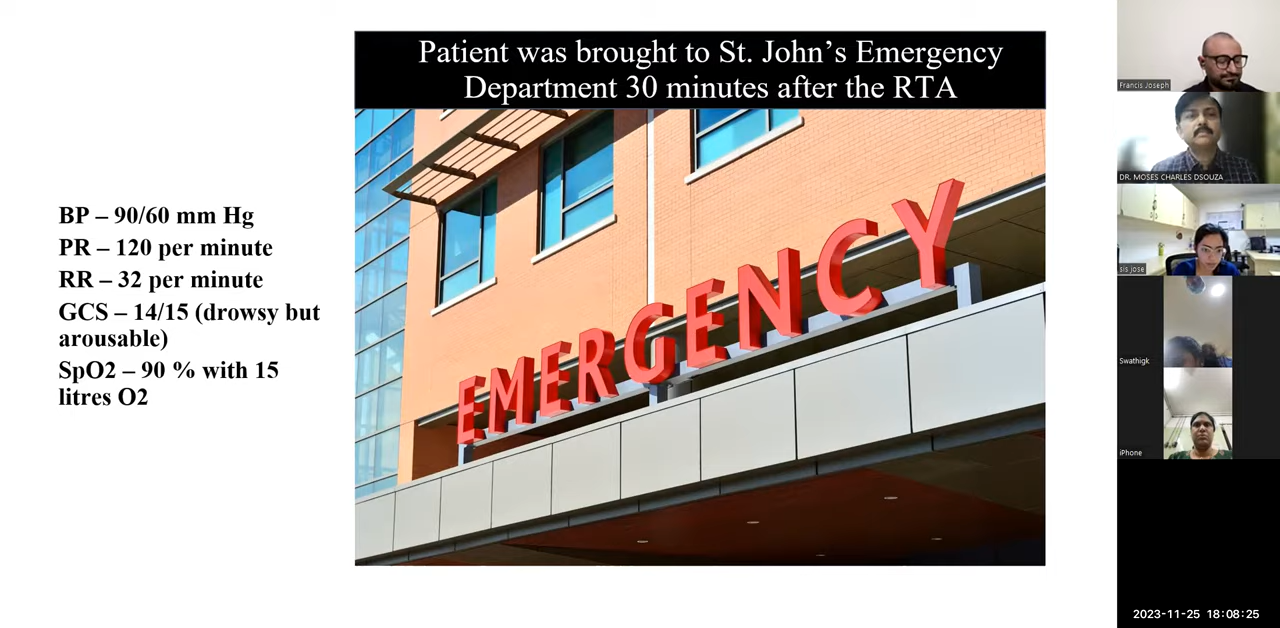 Patient was brought to St. John’s Emergency
Department 30 minutes after the RTA
BP – 90/60 mm Hg
PR – 120 per minute
RR – 32 per minute
GCS – 14/15 (drowsy but
arousable)
SpO2 – 90 % with 15
litres O2
EMERGENCY
Francis Joseph
DR. MOSES CHARLES DSOUZA
sis jose
Swathigk
iPhone
2023-11-25 18:08:25